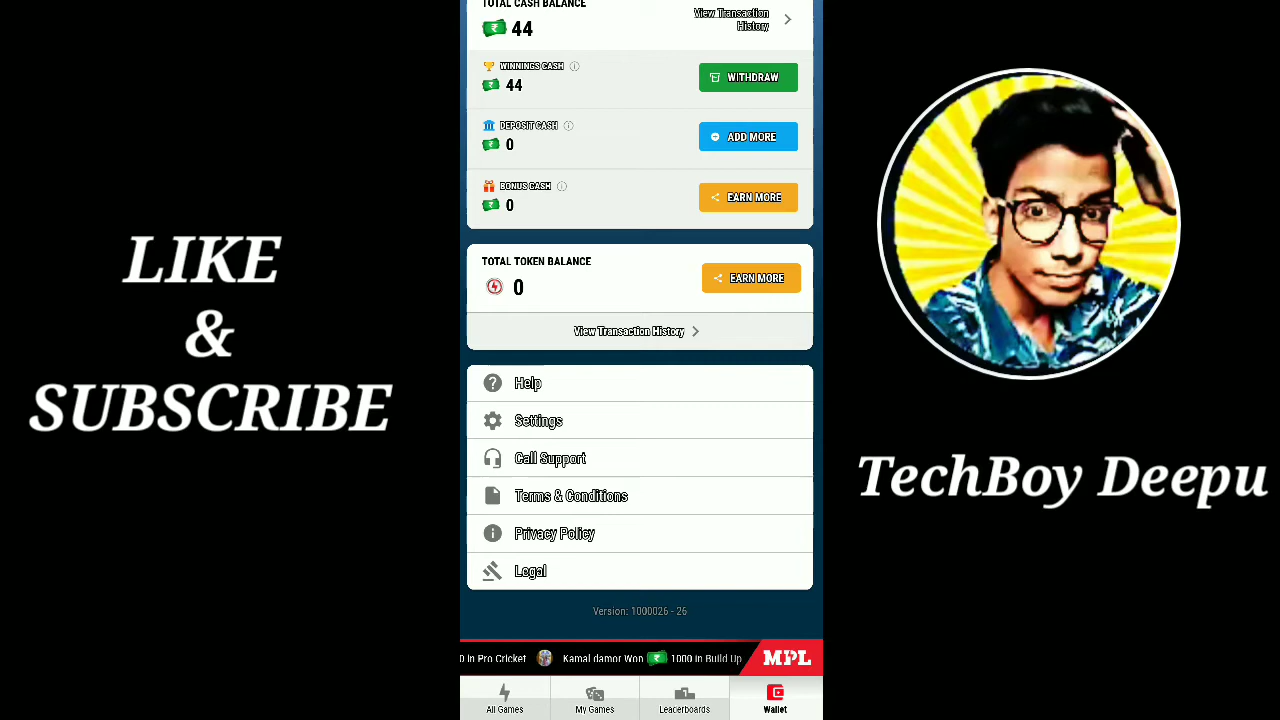 LIKE
&
SUBSCRIBE
TOTAL CASH BALANCE
44
View Transaction
History
WINNINGS CASH
44
WITHDRAW
DEPOSIT CASH
0
ADD MORE
BONUS CASH
0
EARN MORE
TOTAL TOKEN BALANCE
0
EARN MORE
View Transaction History
Help
Settings
Call Support
Terms & Conditions
Privacy Policy
Legal
Version: 1000026 - 26
0 in Pro Cricket Kamal damor Won ₹ 1000 in Build Up
MPL
All Games
My Games
Leaderboards
Wallet
TechBoy Deepu